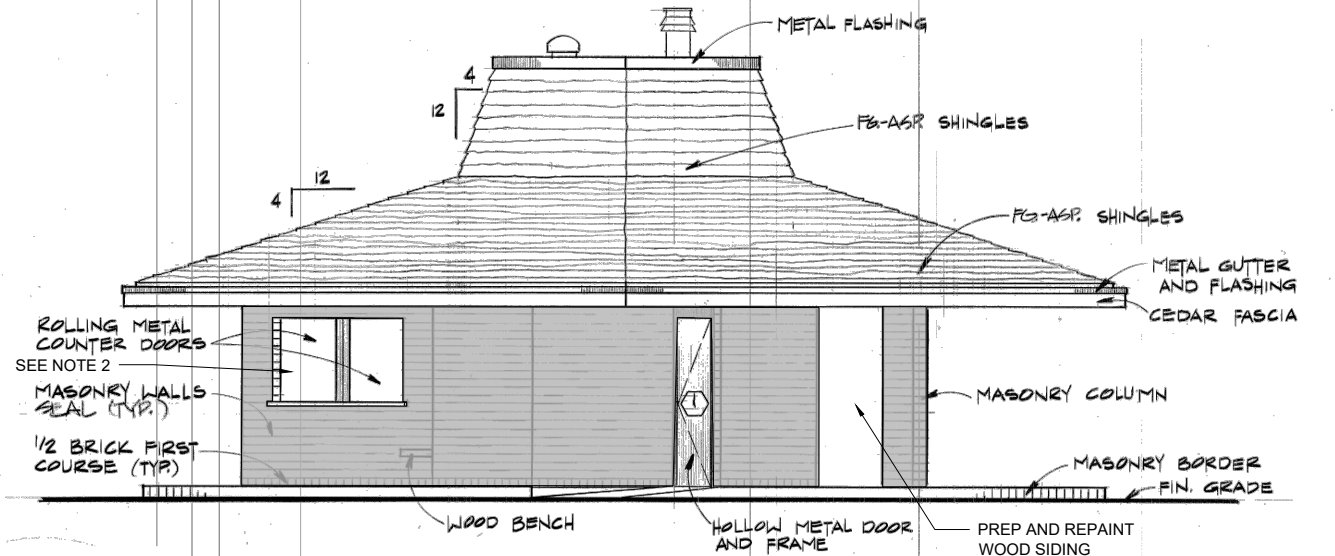 METAL FLASHING
4
12
FG.-ASP. SHINGLES
12
4
FG.-ASP. SHINGLES
METAL GUTTER
AND FLASHING
CEDAR FASCIA
ROLLING METAL
COUNTER DOORS
SEE NOTE 2
MASONRY WALLS
SEAL (TYP.)
1/2 BRICK FIRST
COURSE (TYP.)
1
MASONRY COLUMN
MASONRY BORDER
FIN. GRADE
WOOD BENCH
HOLLOW METAL DOOR
AND FRAME
PREP AND REPAINT
WOOD SIDING